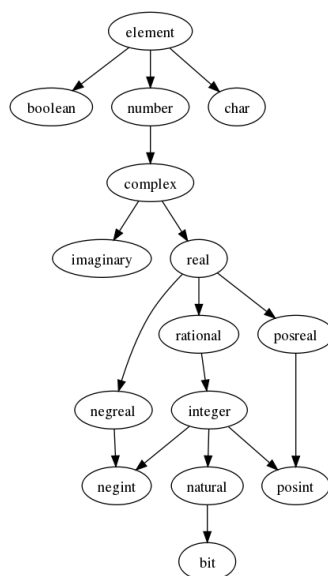 element
boolean number char
complex
imaginary real
rational posreal
negreal integer
negint natural posint
bit